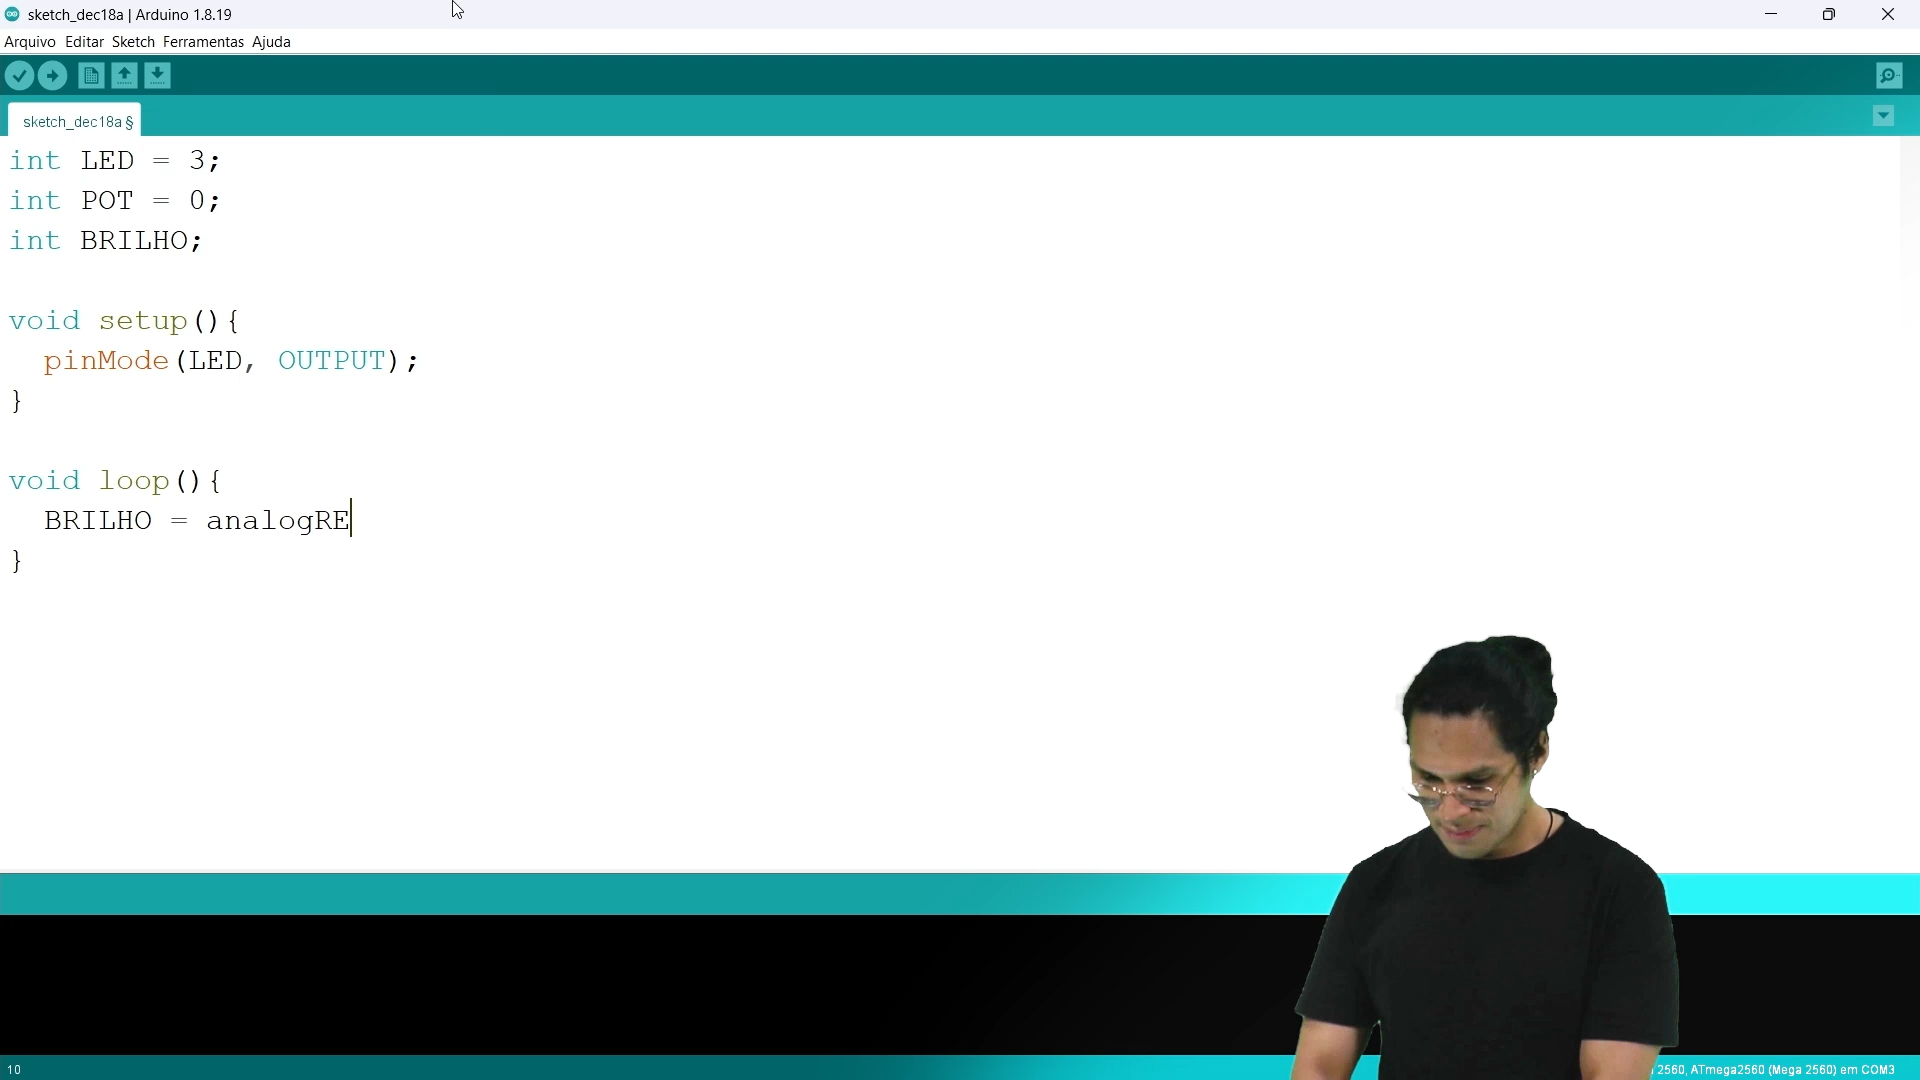 sketch_dec18a | Arduino 1.8.19
Arquivo Editar Sketch Ferramentas Ajuda
sketch_dec18a §
int LED = 3;
int POT = 0;
int BRILHO;
void setup(){
pinMode(LED, OUTPUT);
}
void loop(){
BRILHO = analogRE
}
10
2560, ATmega2560 (Mega 2560) em COM3